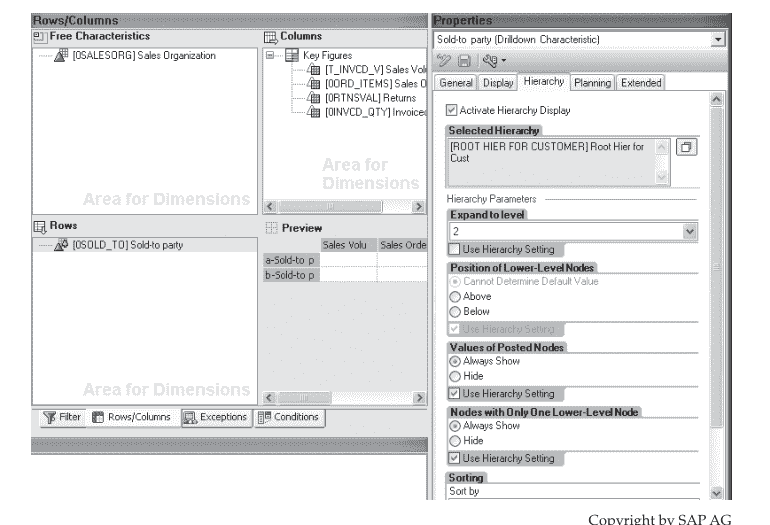 Rows/Columns
Free Characteristics
[0SALESORG] Sales Organization
Area for Dimensions
Columns
Key Figures
[T_INVCD_V] Sales Vol
[0ORD_ITEMS] Sales O
[0RTNSVAL] Returns
[0INVCD_QTY] Invoiced
Area for
Dimensions
Rows
[0SOLD_TO] Sold-to party
Area for Dimensions
Preview
Sales Volu Sales Orde
a-Sold-to p
b-Sold-to p
Filter Rows/Columns Exceptions Conditions
Properties
Sold-to party (Drilldown Characteristic)
General Display Hierarchy Planning Extended
Activate Hierarchy Display
Selected Hierarchy
[ROOT HIER FOR CUSTOMER] Root Hier for
Cust
Hierarchy Parameters
Expand to level
2
Use Hierarchy Setting
Position of Lower-Level Nodes
Cannot Determine Default Value
Above
Below
Use Hierarchy Setting
Values of Posted Nodes
Always Show
Hide
Use Hierarchy Setting
Nodes with Only One Lower-Level Node
Always Show
Hide
Use Hierarchy Setting
Sorting
Sort by
Copyright by SAP AG